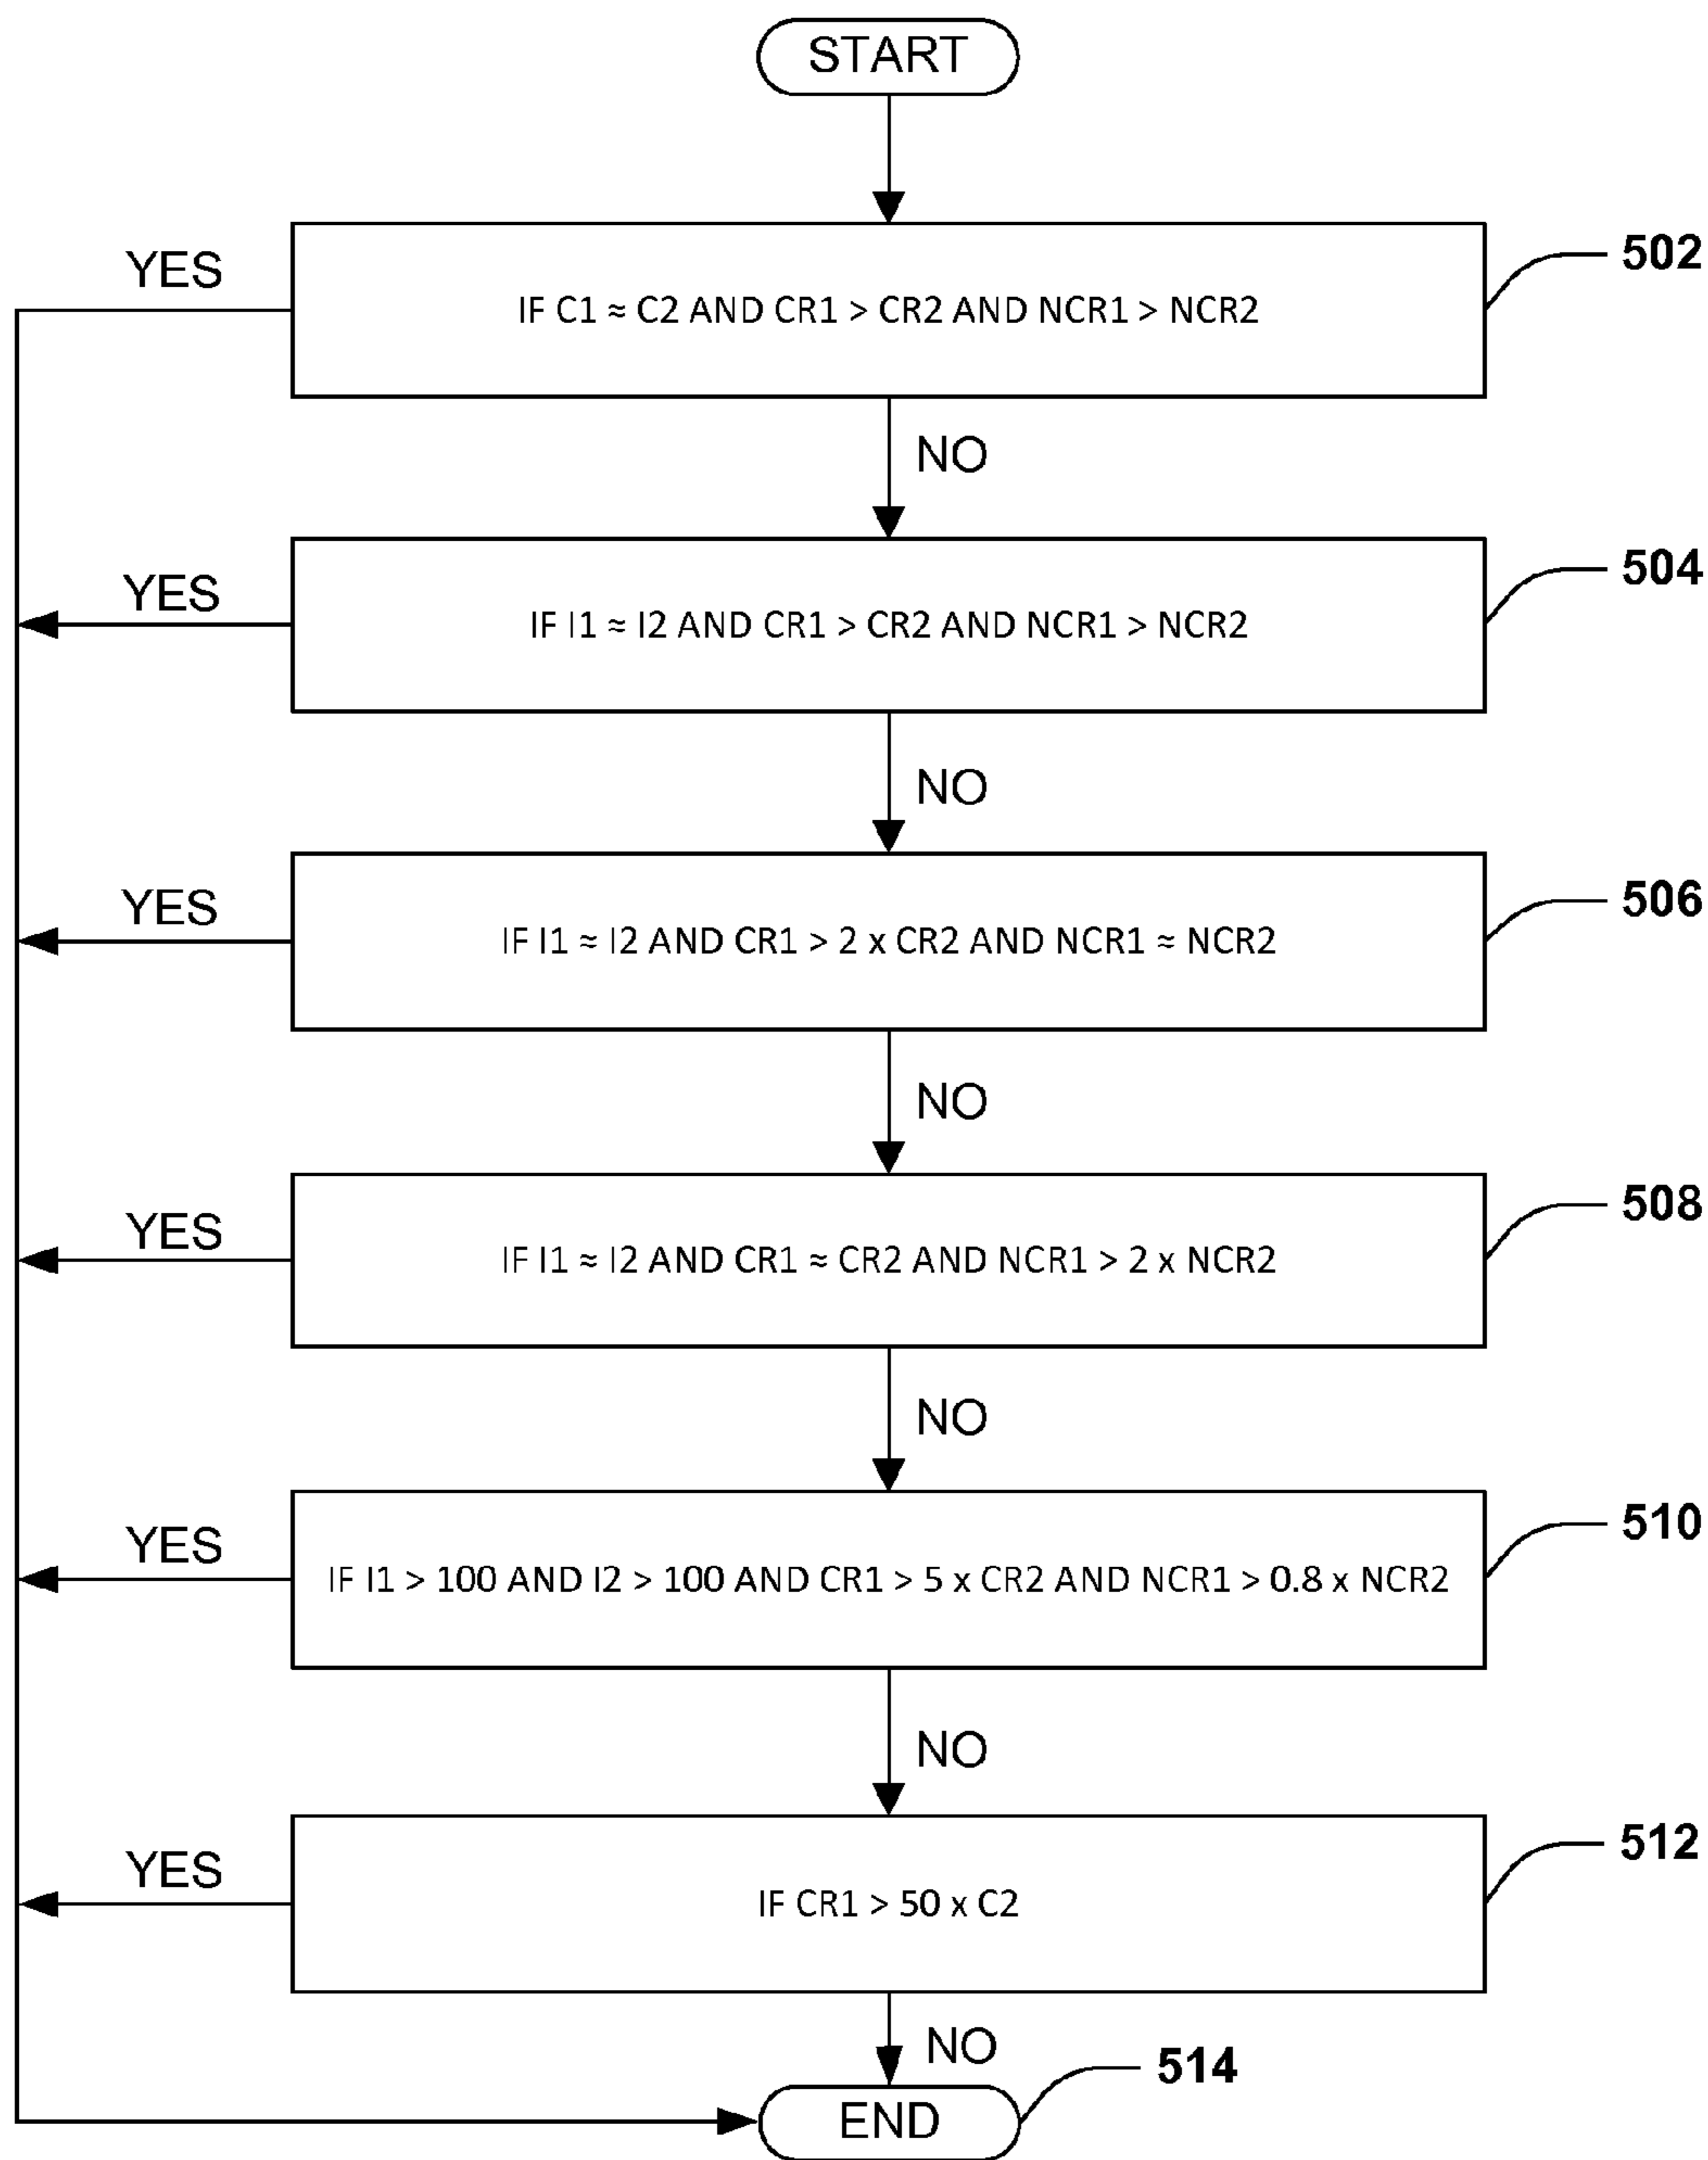 START
YES
502
IF C1 ≈ C2 AND CR1 > CR2 AND NCR1 > NCR2
NO
YES
504
IF I1 ≈ I2 AND CR1 > CR2 AND NCR1 > NCR2
NO
YES
506
IF I1 ≈ I2 AND CR1 > 2 x CR2 AND NCR1 ≈ NCR2
NO
YES
508
IF I1 ≈ I2 AND CR1 ≈ CR2 AND NCR1 > 2 x NCR2
NO
YES
510
IF I1 > 100 AND I2 > 100 AND CR1 > 5 x CR2 AND NCR1 > 0.8 x NCR2
NO
YES
512
IF CR1 > 50 x C2
NO
514
END